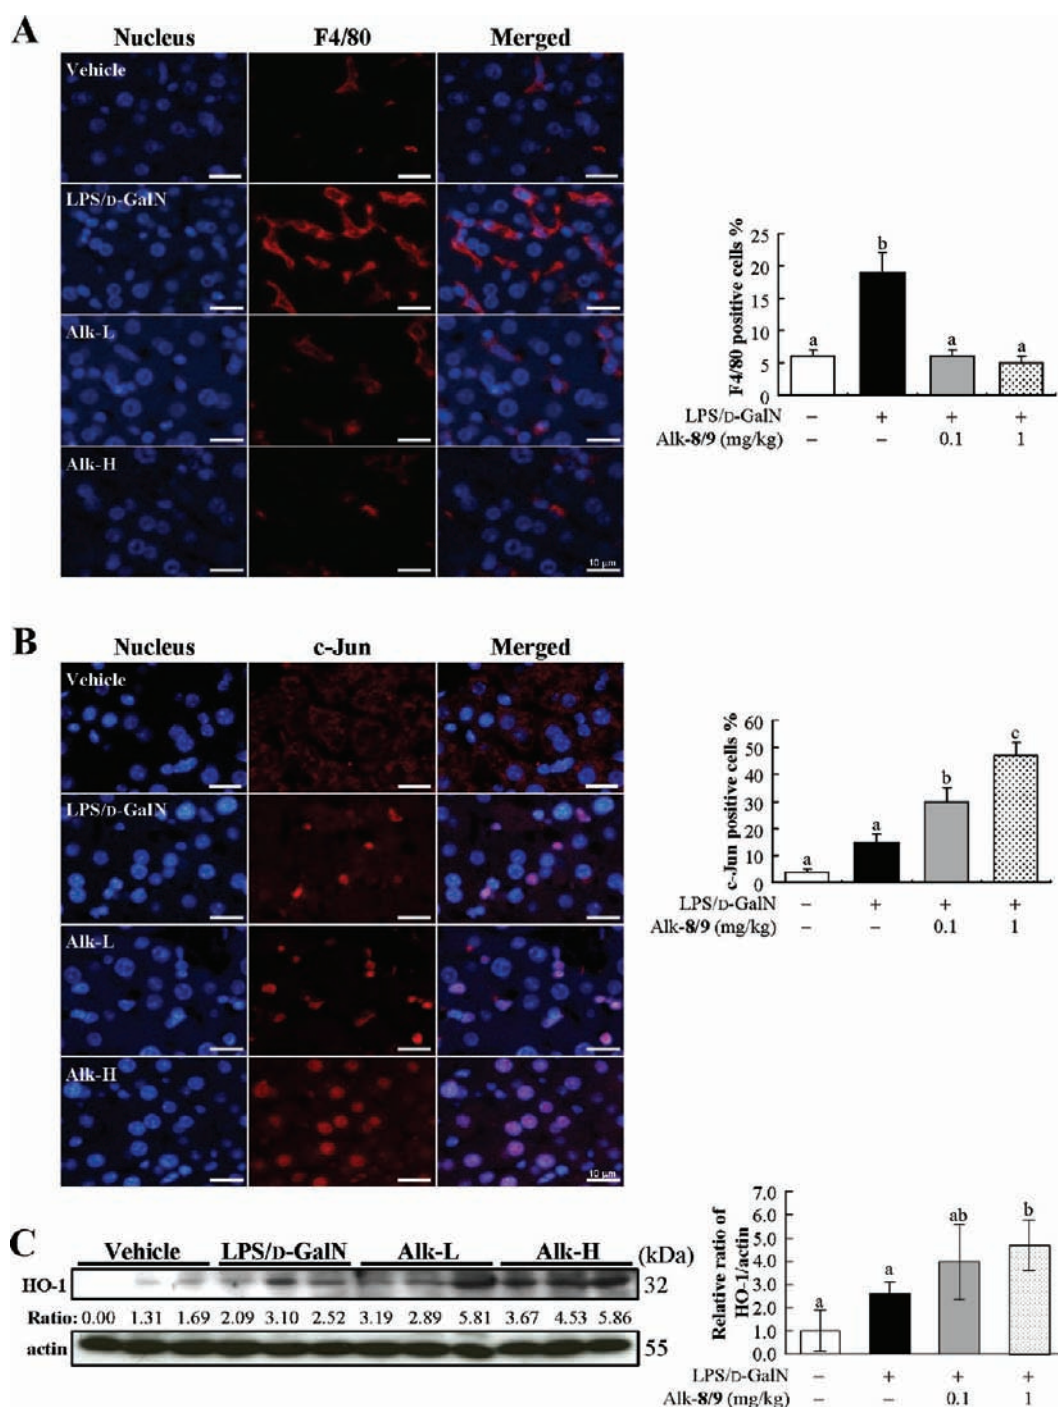 A
Nucleus F4/80 Merged
Vehicle
LPS/D-GalN
Alk-L
Alk-H
10 µm
F4/80 positive cells %
25
20
15
10
5
0
a b a a
LPS/D-GalN − + + +
Alk-8/9 (mg/kg) − − 0.1 1
B
Nucleus c-Jun Merged
Vehicle
LPS/D-GalN
Alk-L
Alk-H
10 µm
c-Jun positive cells %
60
50
40
30
20
10
0
a a b c
LPS/D-GalN − + + +
Alk-8/9 (mg/kg) − − 0.1 1
C
Vehicle LPS/D-GalN Alk-L Alk-H (kDa)
HO-1 32
Ratio: 0.00 1.31 1.69 2.09 3.10 2.52 3.19 2.89 5.81 3.67 4.53 5.86
actin 55
Relative ratio of
HO-1/actin
7.0
6.0
5.0
4.0
3.0
2.0
1.0
0.0
a a ab b
LPS/D-GalN − + + +
Alk-8/9 (mg/kg) − − 0.1 1